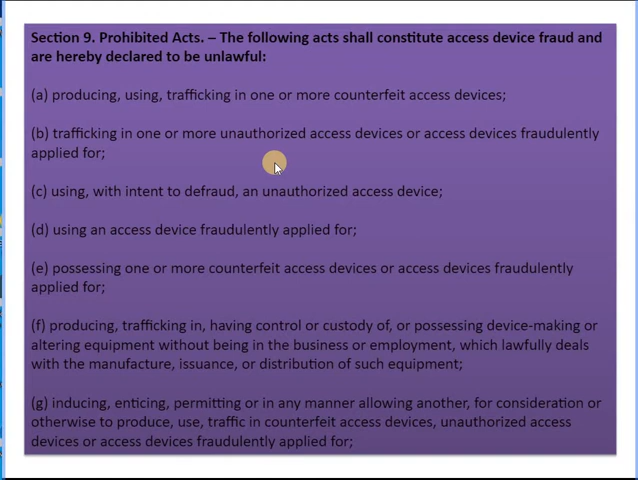 Section 9. Prohibited Acts. – The following acts shall constitute access device fraud and
are hereby declared to be unlawful:
(a) producing, using, trafficking in one or more counterfeit access devices;
(b) trafficking in one or more unauthorized access devices or access devices fraudulently
applied for;
(c) using, with intent to defraud, an unauthorized access device;
(d) using an access device fraudulently applied for;
(e) possessing one or more counterfeit access devices or access devices fraudulently
applied for;
(f) producing, trafficking in, having control or custody of, or possessing device-making or
altering equipment without being in the business or employment, which lawfully deals
with the manufacture, issuance, or distribution of such equipment;
(g) inducing, enticing, permitting or in any manner allowing another, for consideration or
otherwise to produce, use, traffic in counterfeit access devices, unauthorized access
devices or access devices fraudulently applied for;